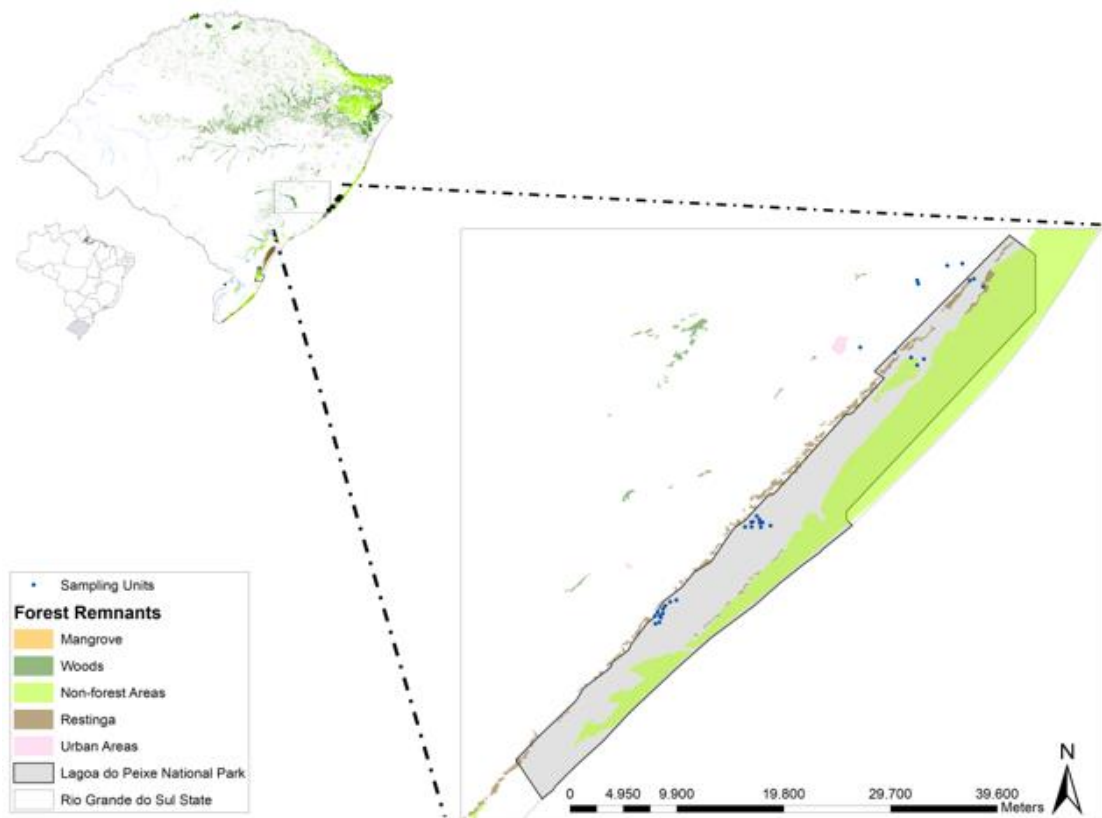 Sampling Units
Forest Remnants
Mangrove
Woods
Non-forest Areas
Restinga
Urban Areas
Lagoa do Peixe National Park
Rio Grande do Sul State
N
0 4.950 9.900 19.800 29.700 39.600
Meters